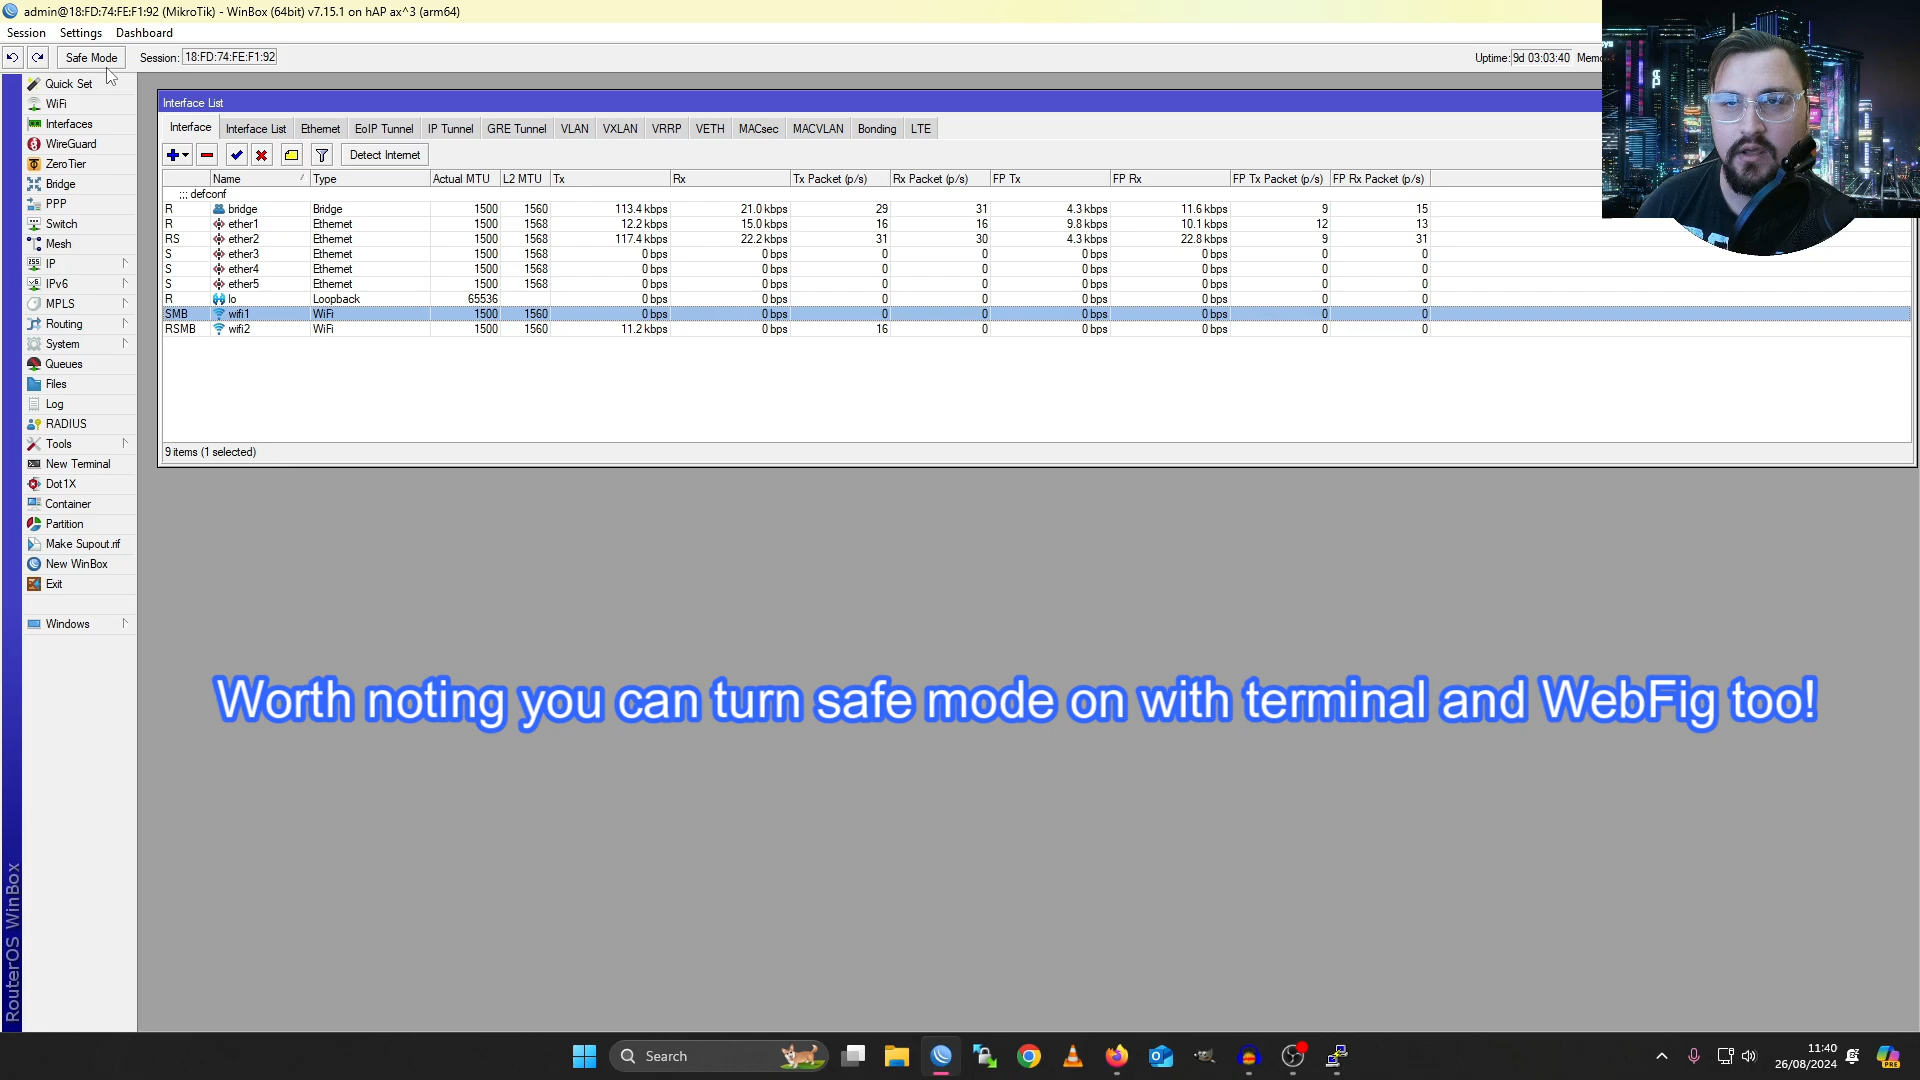 admin@18:FD:74:FE:F1:92 (MikroTik) - WinBox (64bit) v7.15.1 on hAP ax^3 (arm64)
Session Settings Dashboard
Safe Mode Session: 18:FD:74:FE:F1:92 Uptime: 9d 03:03:40
Quick Set
WiFi
Interfaces
WireGuard
ZeroTier
Bridge
PPP
Switch
Mesh
IP
IPv6
MPLS
Routing
System
Queues
Files
Log
RADIUS
Tools
New Terminal
Dot1X
Container
Partition
Make Supout.rif
New WinBox
Exit
Windows
RouterOS WinBox
Interface List
Interface Interface List Ethernet EoIP Tunnel IP Tunnel GRE Tunnel VLAN VXLAN VRRP VETH MACsec MACVLAN Bonding LTE
Detect Internet
Name Type Actual MTU L2 MTU Tx Rx Tx Packet (p/s) Rx Packet (p/s) FP Tx FP Rx FP Tx Packet (p/s) FP Rx Packet (p/s)
;;; defconf
R bridge Bridge 1500 1560 113.4 kbps 21.0 kbps 29 31 4.3 kbps 11.6 kbps 9 15
R ether1 Ethernet 1500 1568 12.2 kbps 15.0 kbps 16 16 9.8 kbps 10.1 kbps 12 13
RS ether2 Ethernet 1500 1568 117.4 kbps 22.2 kbps 31 30 4.3 kbps 22.8 kbps 9 31
S ether3 Ethernet 1500 1568 0 bps 0 bps 0 0 0 bps 0 bps 0 0
S ether4 Ethernet 1500 1568 0 bps 0 bps 0 0 0 bps 0 bps 0 0
S ether5 Ethernet 1500 1568 0 bps 0 bps 0 0 0 bps 0 bps 0 0
R lo Loopback 65536 0 bps 0 bps 0 0 0 bps 0 bps 0 0
SMB wifi1 WiFi 1500 1560 0 bps 0 bps 0 0 0 bps 0 bps 0 0
RSMB wifi2 WiFi 1500 1560 11.2 kbps 0 bps 16 0 0 bps 0 bps 0 0
9 items (1 selected)
Worth noting you can turn safe mode on with terminal and WebFig too!
Search
11:40
26/08/2024